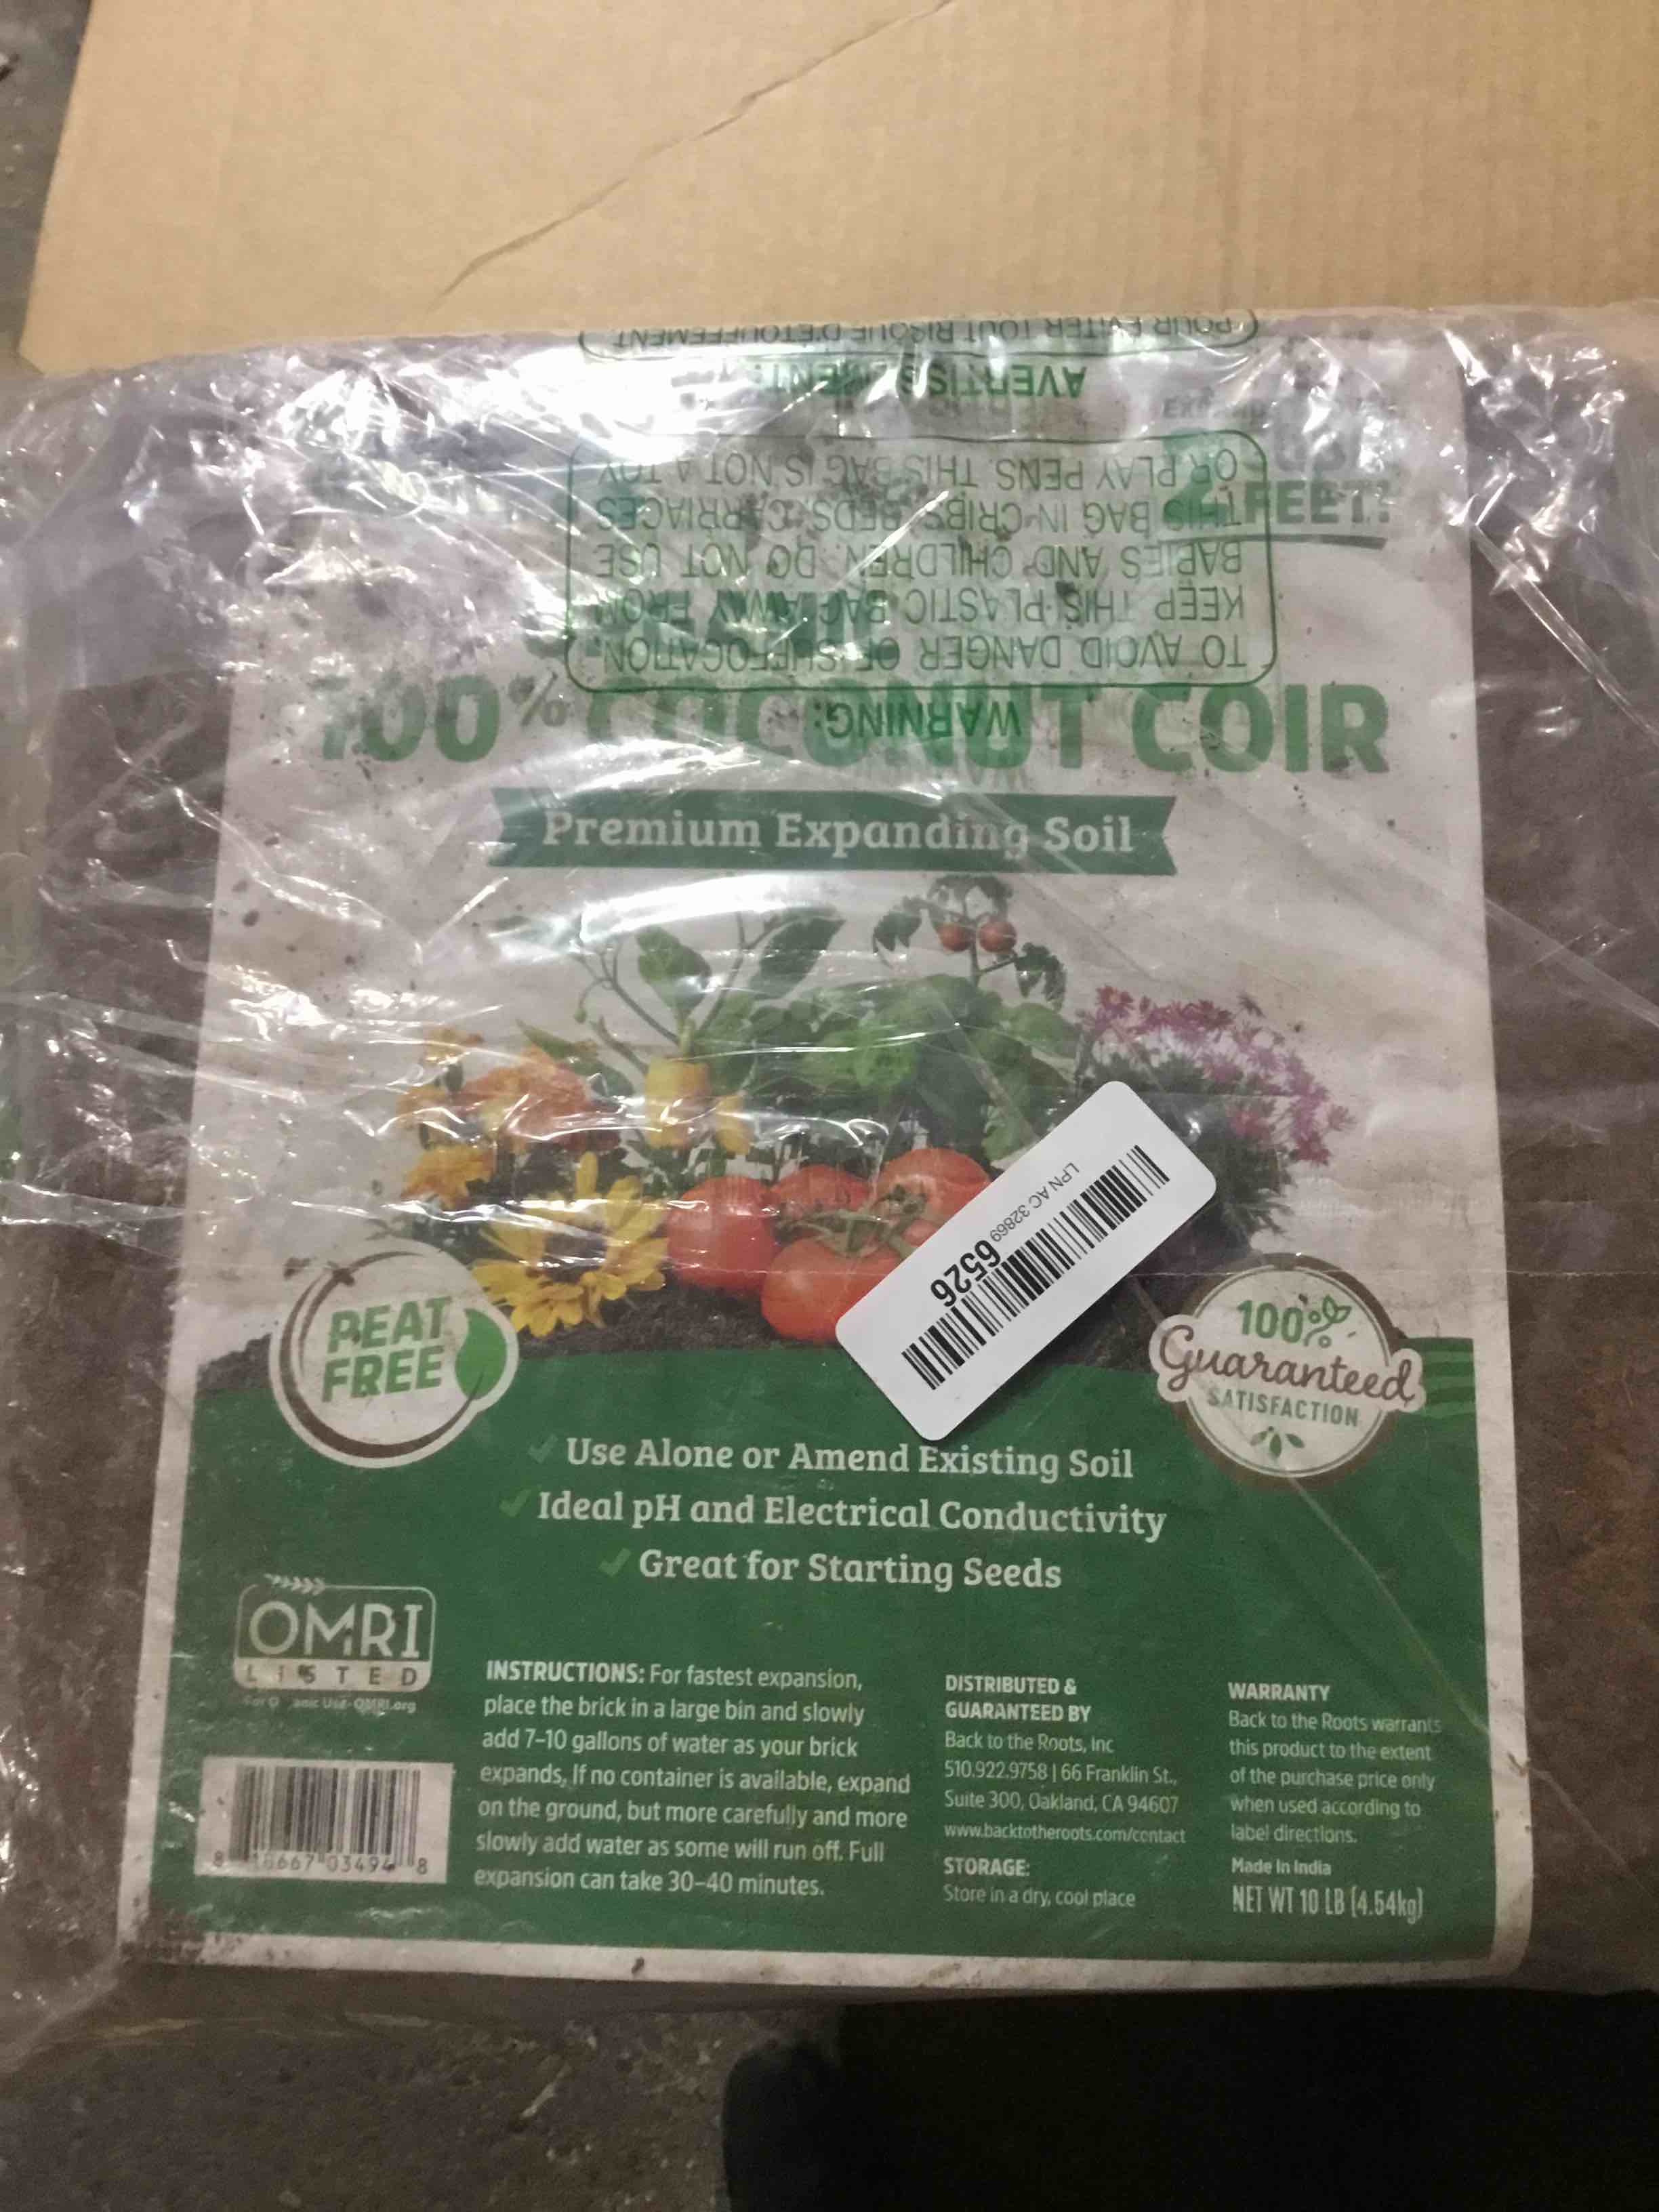 POUR EVITER TOUT RISQUE D'ETOUFFEMENT
WARNING:
TO AVOID DANGER OF SUFFOCATION,
KEEP THIS PLASTIC BAG AWAY FROM
BABIES AND CHILDREN. DO NOT USE
THIS BAG IN CRIBS, BEDS, CARRIAGES
OR PLAY PENS THIS BAG IS NOT A TOY
2 FEET!
100% COCONUT COIR
Premium Expanding Soil
LPN AC 32869 6526
PEAT
FREE
100%
Guaranteed
SATISFACTION
Use Alone or Amend Existing Soil
Ideal pH and Electrical Conductivity
Great for Starting Seeds
OMRI
LISTED
INSTRUCTIONS: For fastest expansion,
place the brick in a large bin and slowly
add 7-10 gallons of water as your brick
expands, If no container is available, expand
on the ground, but more carefully and more
slowly add water as some will run off. Full
expansion can take 30-40 minutes.
DISTRIBUTED &
GUARANTEED BY
Back to the Roots, Inc
510.922.9758 | 66 Franklin St.,
Suite 300, Oakland, CA 94607
www.backtotheroots.com/contact
STORAGE:
Store in a dry, cool place
WARRANTY
Back to the Roots warrants
this product to the extent
of the purchase price only
when used according to
label directions.
Made In India
NET WT 10 LB (4.54kg)